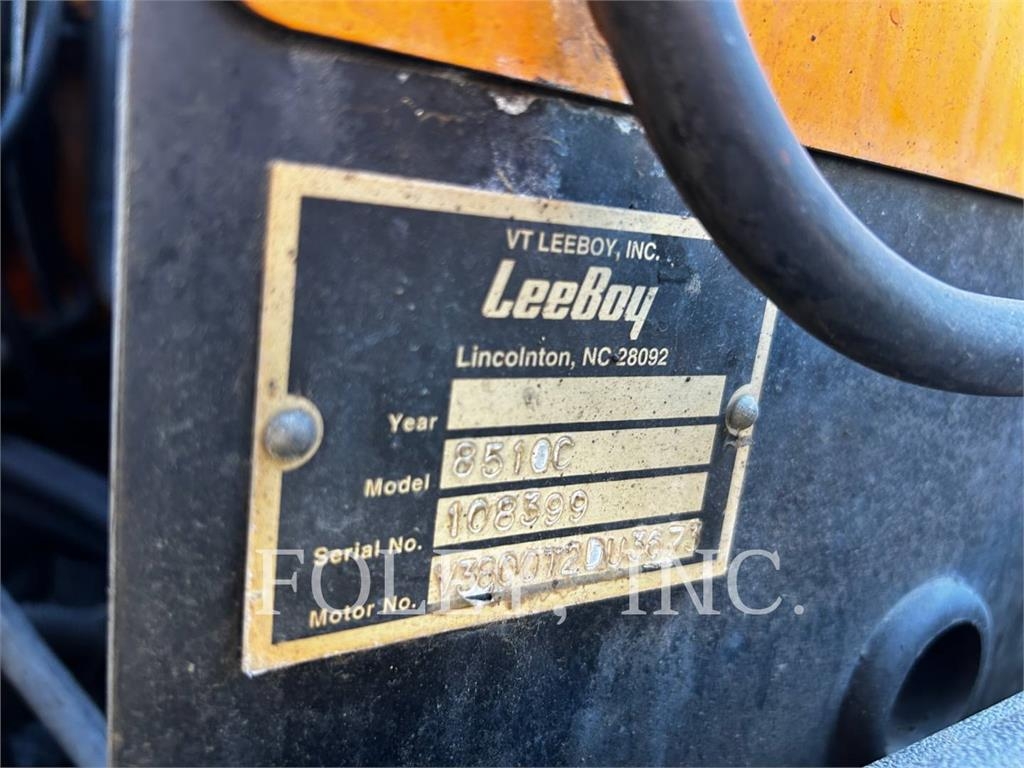 VT LEEBOY, INC.
LeeBoy
Lincolnton, NC 28092
Year
Model 8510C
Serial No. 108399
Motor No.
FOLEY, INC.